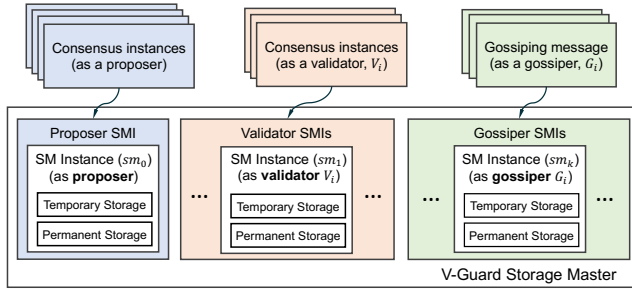 Consensus instances
(as a proposer)
Consensus instances
(as a validator, Vᵢ)
Gossiping message
(as a gossiper, Gᵢ)
Proposer SMI
SM Instance (sm₀)
(as proposer)
Temporary Storage
Permanent Storage
Validator SMIs
...
SM Instance (sm₁)
(as validator Vᵢ)
Temporary Storage
Permanent Storage
...
Gossiper SMIs
...
SM Instance (smₖ)
(as gossiper Gᵢ)
Temporary Storage
Permanent Storage
...
V-Guard Storage Master